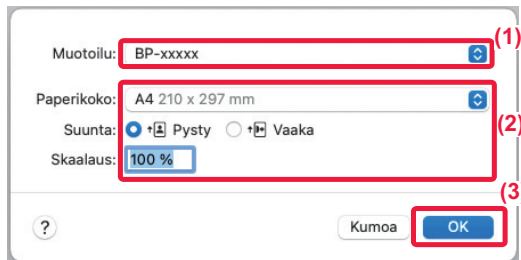 Muotoilu: BP-xxxxx (1)
Paperikoko: A4 210 x 297 mm
Suunta: Pysty Vaaka (2)
Skaalaus: 100 %
(3
? Kumoa OK